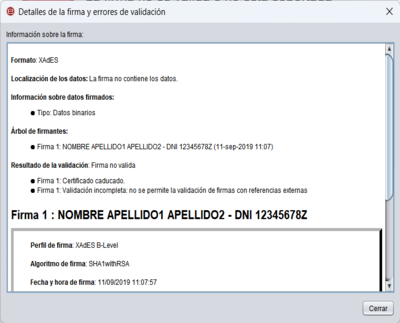 Detalles de la firma y errores de validación
Información sobre la firma:
Formato: XAdES
Localización de los datos: La firma no contiene los datos.
Información sobre datos firmados:
Tipo: Datos binarios
Árbol de firmantes:
Firma 1: NOMBRE APELLIDO1 APELLIDO2 - DNI 12345678Z (11-sep-2019 11:07)
Resultado de la validación: Firma no valida
Firma 1: Certificado caducado.
Firma 1: Validación incompleta: no se permite la validación de firmas con referencias externas
Firma 1 : NOMBRE APELLIDO1 APELLIDO2 - DNI 12345678Z
Perfil de firma: XAdES B-Level
Algoritmo de firma: SHA1withRSA
Fecha y hora de firma: 11/09/2019 11:07:57
Cerrar